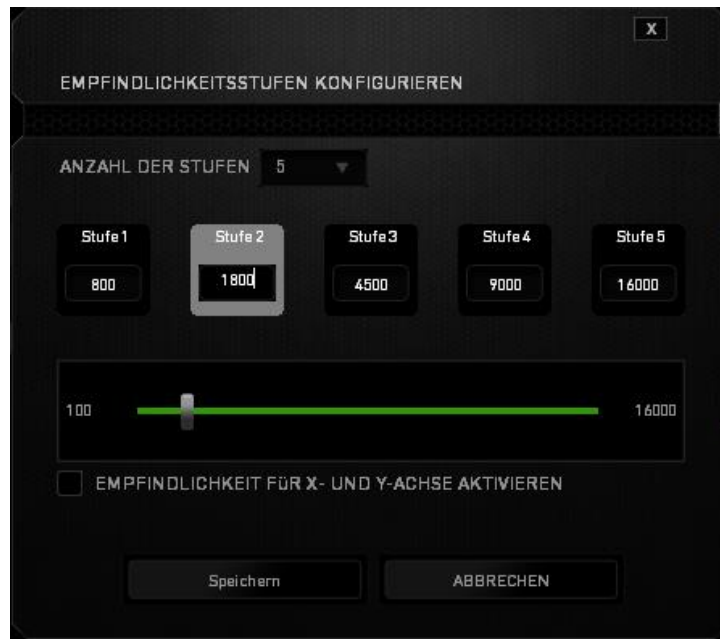 X
EMPFINDLICHKEITSSTUFEN KONFIGURIEREN
ANZAHL DER STUFEN 5
Stufe 1 Stufe 2 Stufe 3 Stufe 4 Stufe 5
800 1800 4500 9000 16000
100 16000
EMPFINDLICHKEIT FüR X- UND Y-ACHSE AKTIVIEREN
Speichern ABBRECHEN